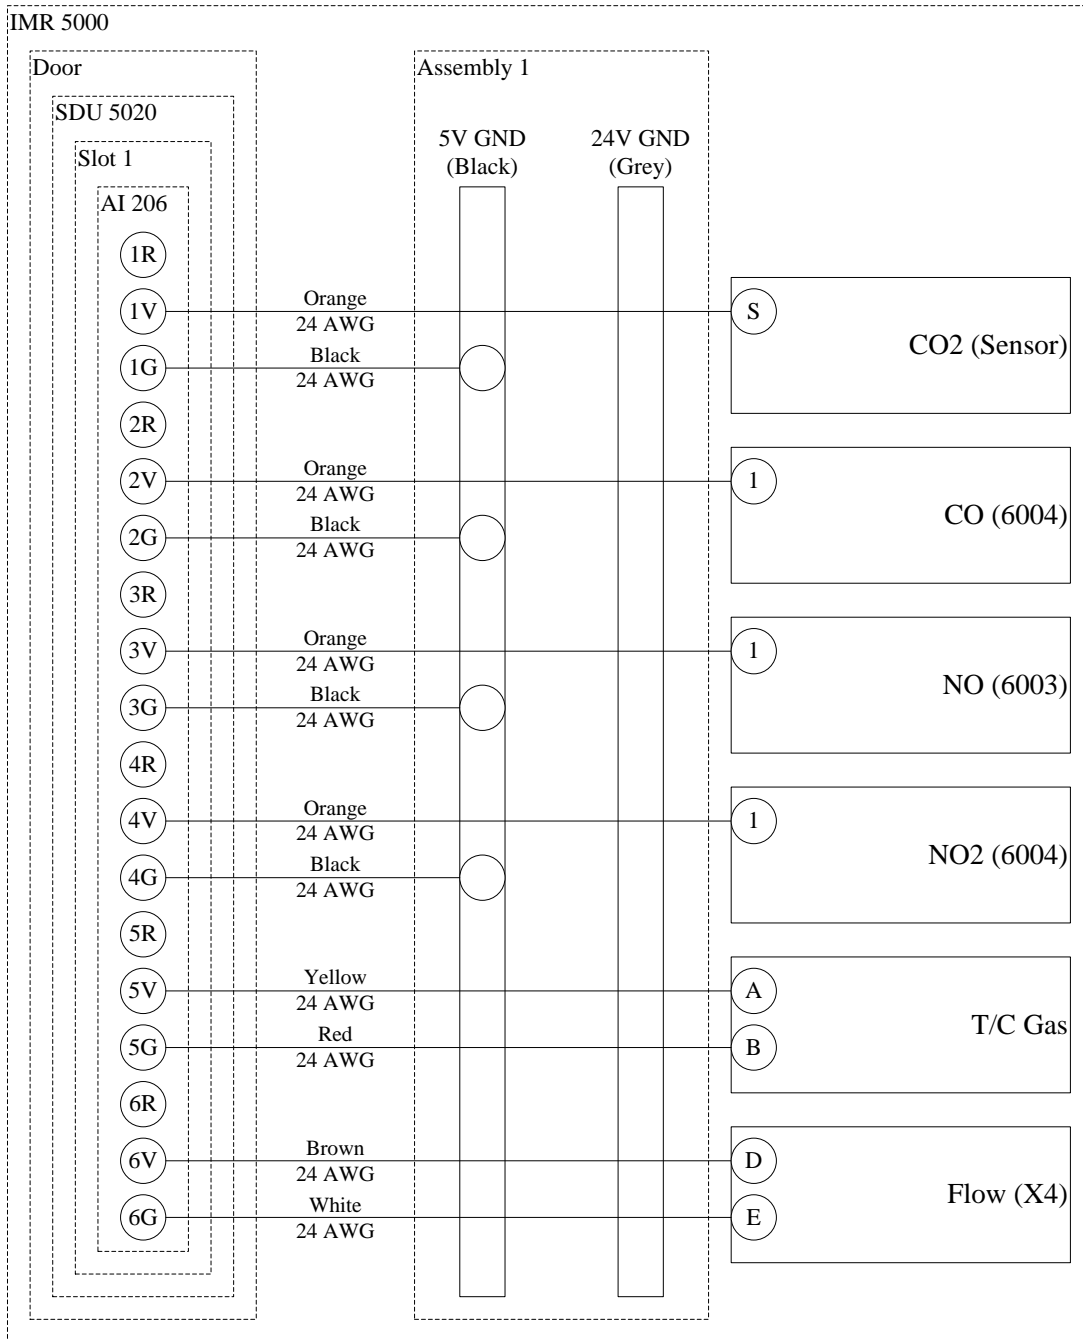 IMR 5000
Door
Assembly 1
SDU 5020
5V GND
(Black)
24V GND
(Grey)
Slot 1
AI 206
1R
1V
Orange
24 AWG
S
CO2 (Sensor)
1G
Black
24 AWG
2R
2V
Orange
24 AWG
1
CO (6004)
2G
Black
24 AWG
3R
3V
Orange
24 AWG
1
NO (6003)
3G
Black
24 AWG
4R
4V
Orange
24 AWG
1
NO2 (6004)
4G
Black
24 AWG
5R
5V
Yellow
24 AWG
A
T/C Gas
5G
Red
24 AWG
B
6R
6V
Brown
24 AWG
D
Flow (X4)
6G
White
24 AWG
E